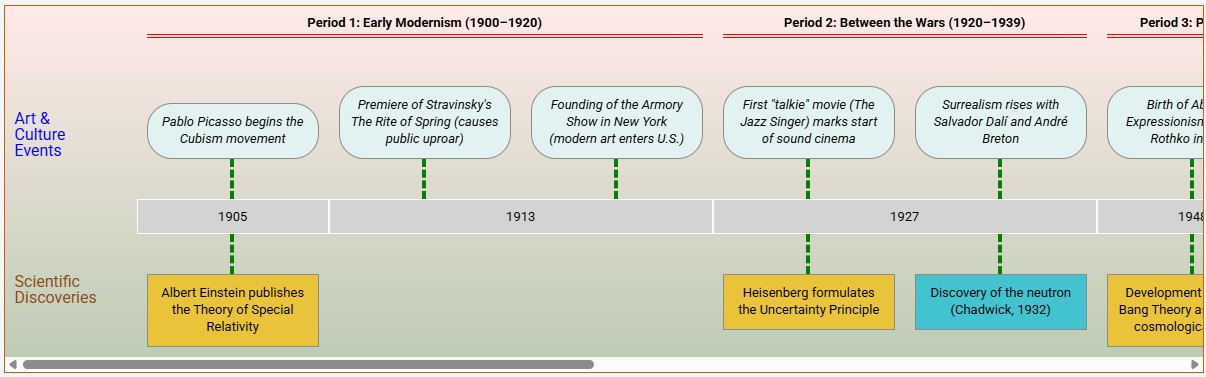 Period 1: Early Modernism (1900–1920)
Period 2: Between the Wars (1920–1939)
Period 3: P
Art &
Culture
Events
Pablo Picasso begins the
Cubism movement
Premiere of Stravinsky's
The Rite of Spring (causes
public uproar)
Founding of the Armory
Show in New York
(modern art enters U.S.)
First "talkie" movie (The
Jazz Singer) marks start
of sound cinema
Surrealism rises with
Salvador Dalí and André
Breton
Birth of
Rothko in
1905
1913
1927
Scientific
Discoveries
Albert Einstein publishes
the Theory of Special
Relativity
Heisenberg formulates
the Uncertainty Principle
Discovery of the neutron
(Chadwick, 1932)
Development
Bang Theory